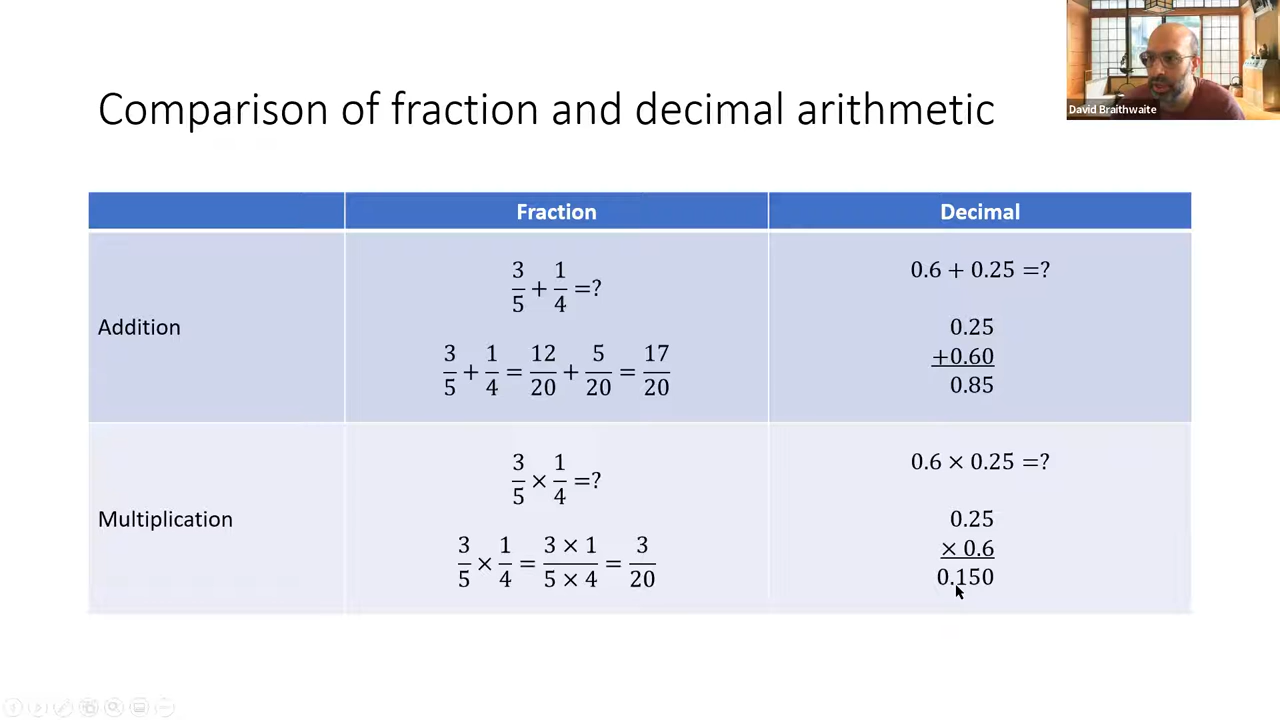 David Braithwaite
Comparison of fraction and decimal arithmetic
Fraction
Decimal
Addition
3/5 + 1/4 =?
3/5 + 1/4 = 12/20 + 5/20 = 17/20
0.6 + 0.25 =?
0.25
+0.60
0.85
Multiplication
3/5 × 1/4 =?
3/5 × 1/4 = 3 × 1/5 × 4 = 3/20
0.6 × 0.25 =?
0.25
× 0.6
0.150